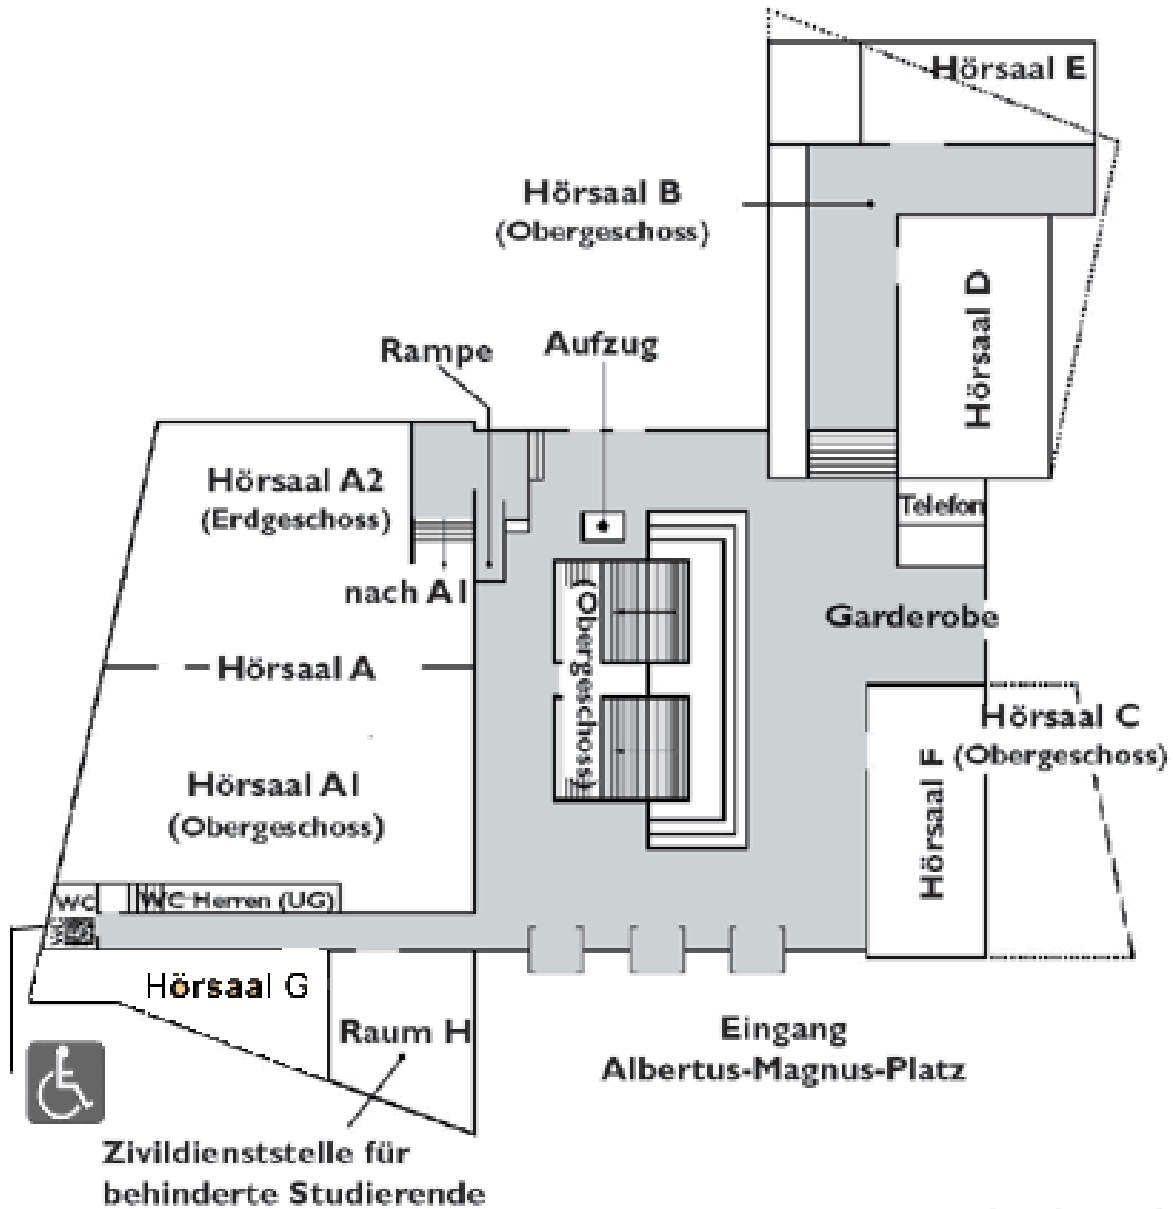 Hörsaal E
Hörsaal B
(Obergeschoss)
Hörsaal D
Rampe
Aufzug
Hörsaal A2
(Erdgeschoss)
Telefon
nach A1
(Obergeschoss)
Garderobe
Hörsaal A
Hörsaal C
(Obergeschoss)
Hörsaal F
Hörsaal A1
(Obergeschoss)
WC
WC Herren (UG)
WC
Hörsaal G
Raum H
Eingang
Albertus-Magnus-Platz
Zivildienststelle für
behinderte Studierende